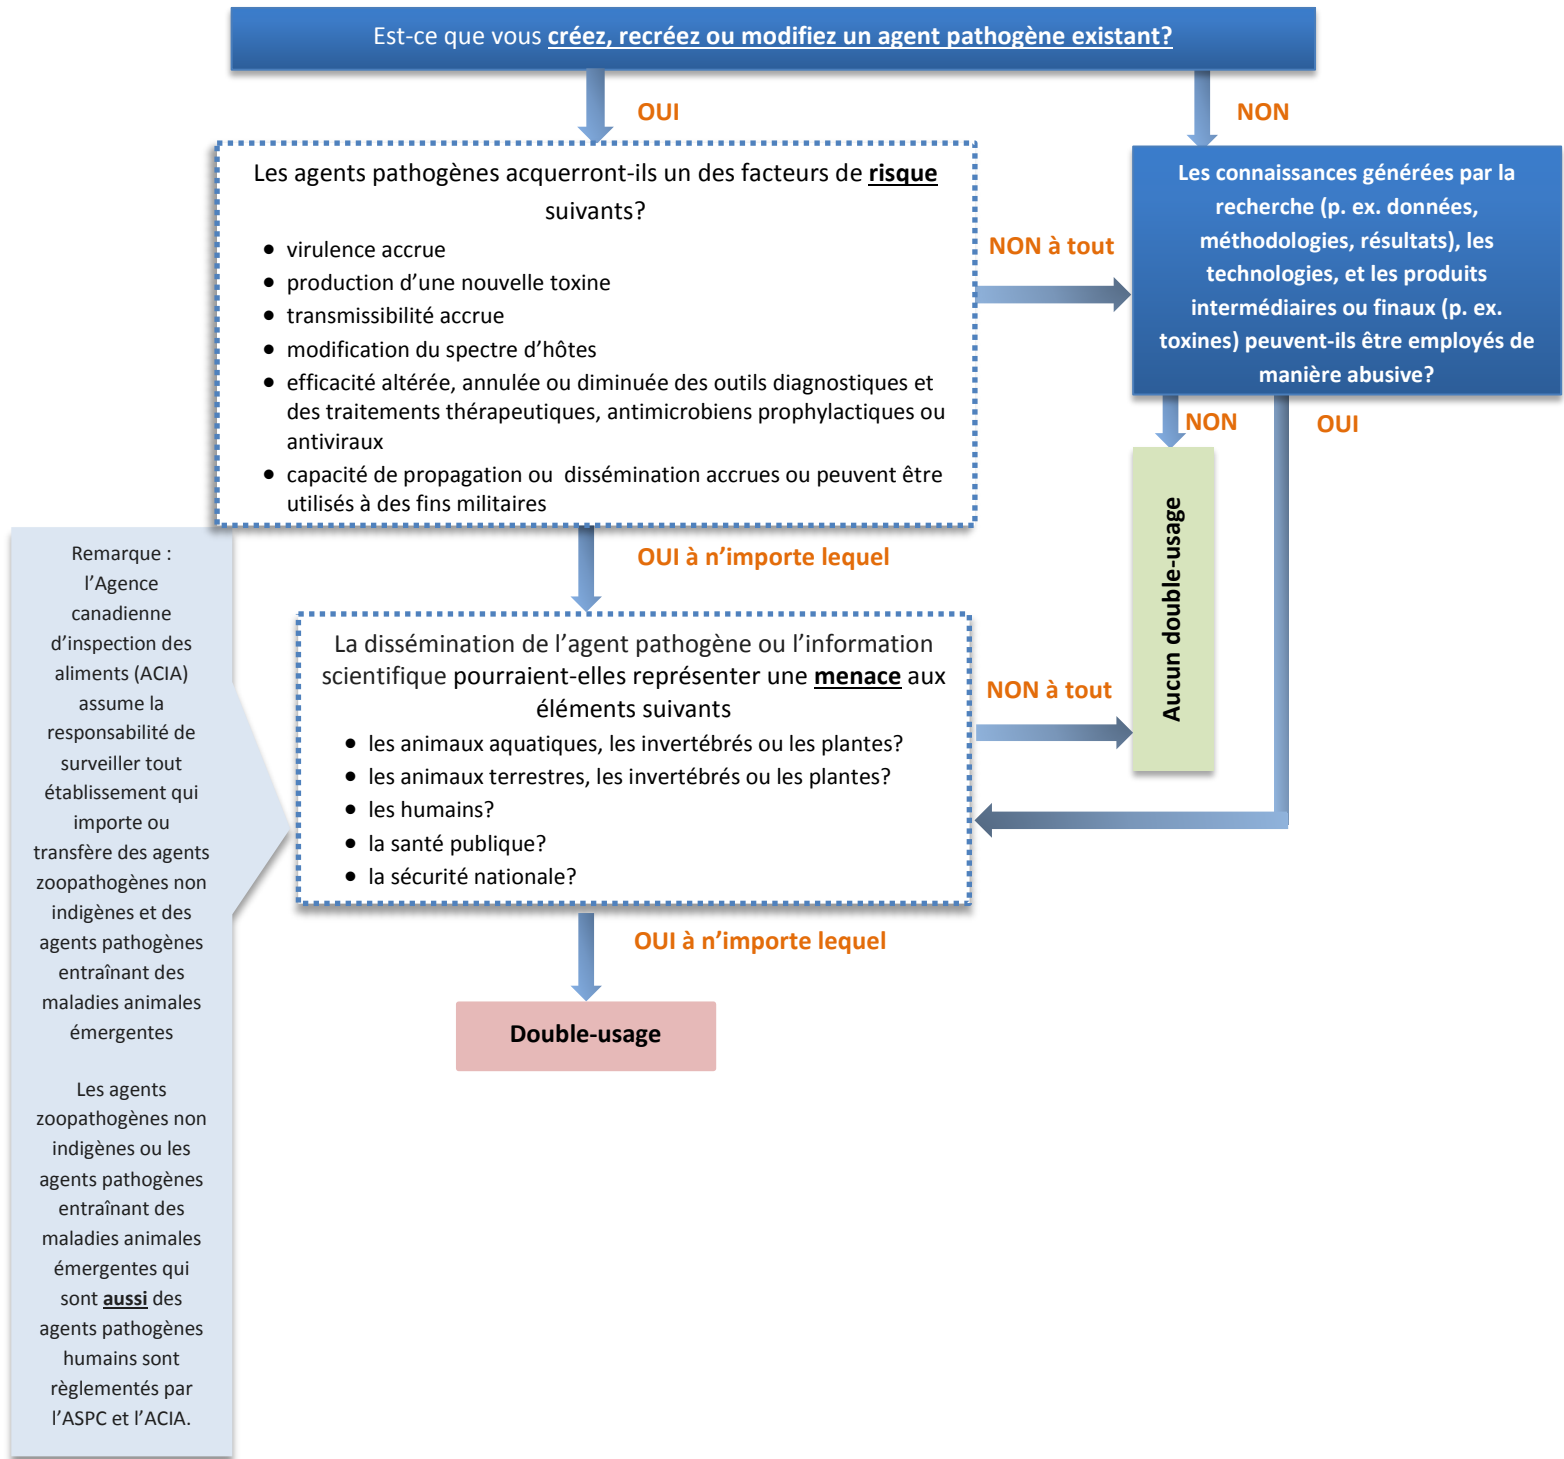 Est-ce que vous créez, recréez ou modifiez un agent pathogène existant?
OUI
NON
Les agents pathogènes acquerront-ils un des facteurs de risque
suivants?
• virulence accrue
• production d’une nouvelle toxine
• transmissibilité accrue
• modification du spectre d’hôtes
• efficacité altérée, annulée ou diminuée des outils diagnostiques et
des traitements thérapeutiques, antimicrobiens prophylactiques ou
antiviraux
• capacité de propagation ou dissémination accrues ou peuvent être
utilisés à des fins militaires
NON à tout
Les connaissances générées par la
recherche (p. ex. données,
méthodologies, résultats), les
technologies, et les produits
intermédiaires ou finaux (p. ex.
toxines) peuvent-ils être employés de
manière abusive?
NON
OUI
Aucun double-usage
OUI à n’importe lequel
La dissémination de l’agent pathogène ou l’information
scientifique pourraient-elles représenter une menace aux
éléments suivants
• les animaux aquatiques, les invertébrés ou les plantes?
• les animaux terrestres, les invertébrés ou les plantes?
• les humains?
• la santé publique?
• la sécurité nationale?
NON à tout
OUI à n’importe lequel
Double-usage
Remarque :
l’Agence
canadienne
d’inspection des
aliments (ACIA)
assume la
responsabilité de
surveiller tout
établissement qui
importe ou
transfère des agents
zoopathogènes non
indigènes et des
agents pathogènes
entraînant des
maladies animales
émergentes
Les agents
zoopathogènes non
indigènes ou les
agents pathogènes
entraînant des
maladies animales
émergentes qui
sont aussi des
agents pathogènes
humains sont
règlementés par
l’ASPC et l’ACIA.